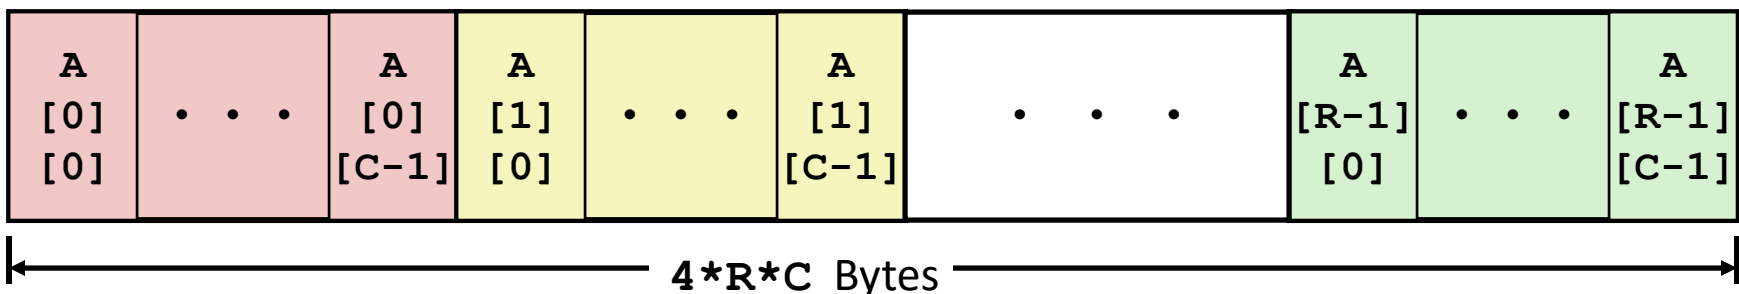 A A A A A A
[0] • • • [0] [1] • • • [1] • • • [R-1] • • • [R-1]
[0] [C-1] [0] [C-1] [0] [C-1]
4*R*C Bytes